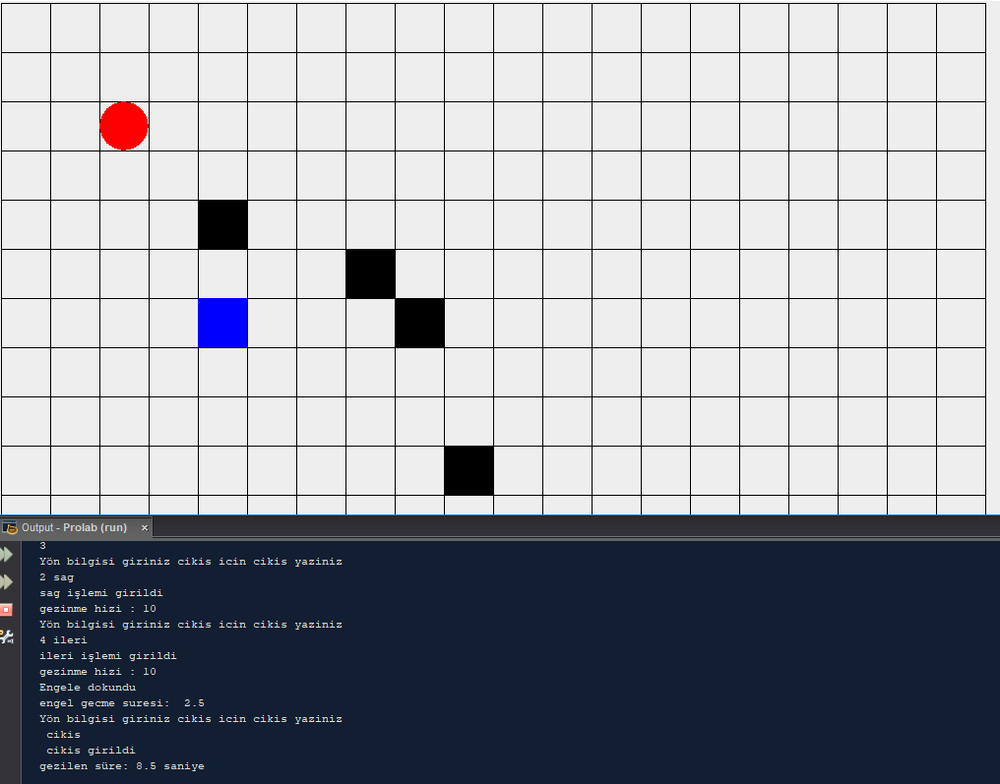 Output - Prolab (run) ×
3
Yön bilgisi giriniz cikis icin cikis yaziniz
2 sag
sag işlemi girildi
gezinme hizi : 10
Yön bilgisi giriniz cikis icin cikis yaziniz
4 ileri
ileri işlemi girildi
gezinme hizi : 10
Engele dokundu
engel gecme suresi:  2.5
Yön bilgisi giriniz cikis icin cikis yaziniz
 cikis
 cikis girildi
gezilen süre: 8.5 saniye